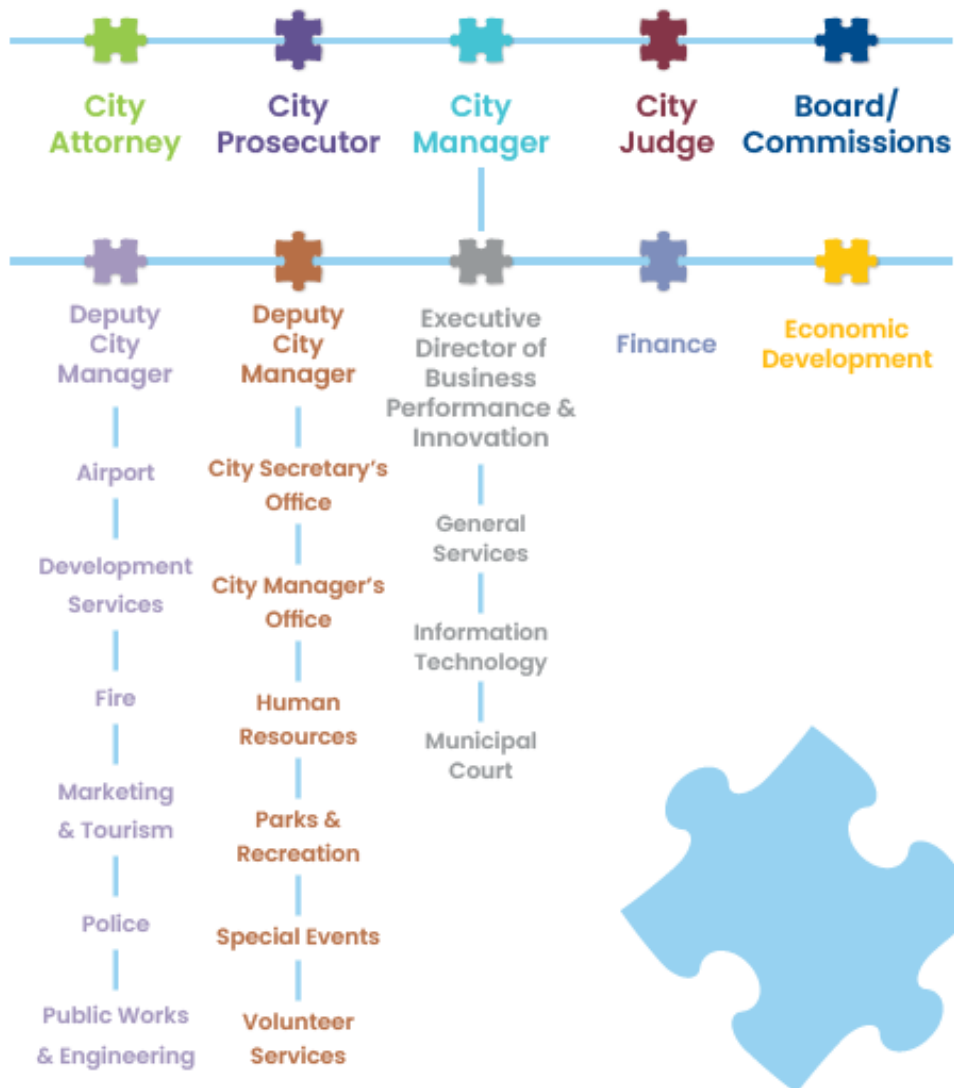 City
Attorney
City
Prosecutor
City
Manager
City
Judge
Board/
Commissions
Deputy
City
Manager
Airport
Development
Services
Fire
Marketing
& Tourism
Police
Public Works
& Engineering
Deputy
City
Manager
City Secretary's
Office
City Manager's
Office
Human
Resources
Parks &
Recreation
Special Events
Volunteer
Services
Executive
Director of
Business
Performance &
Innovation
General
Services
Information
Technology
Municipal
Court
Finance
Economic
Development